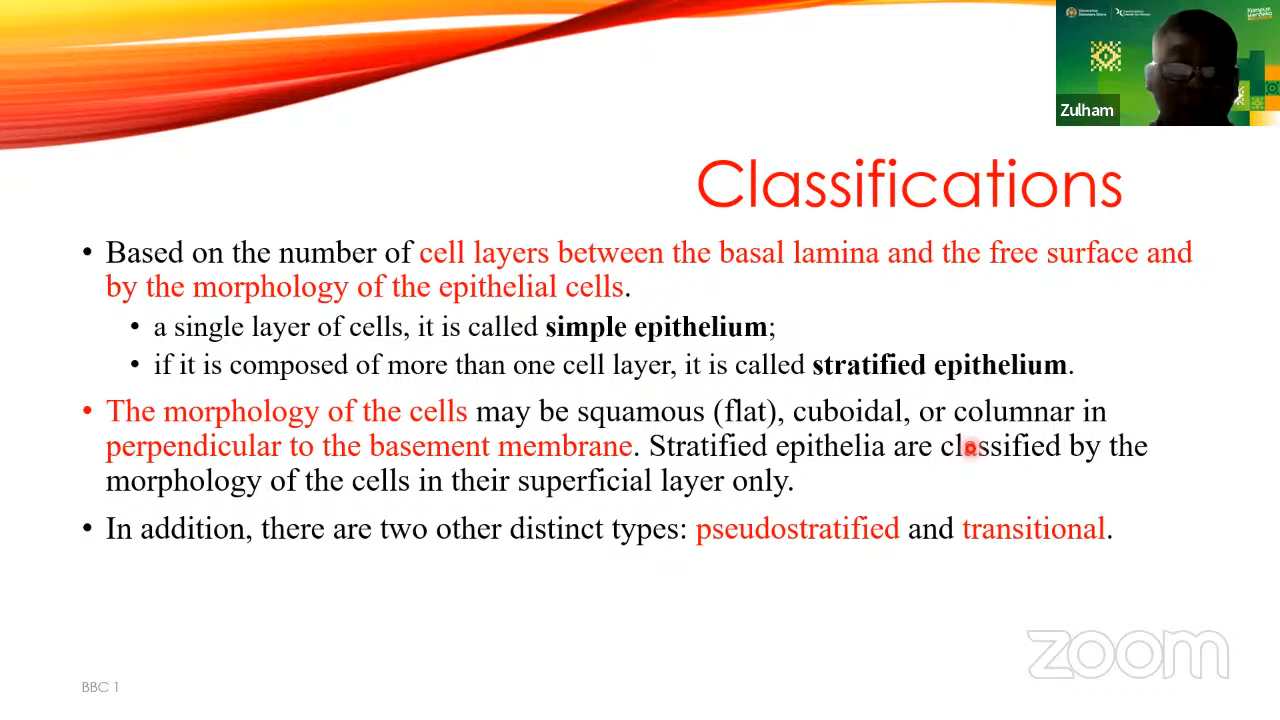 Universitas
Sumatera Utara
Kampus
Merdeka
Zulham
Classifications
• Based on the number of cell layers between the basal lamina and the free surface and
by the morphology of the epithelial cells.
• a single layer of cells, it is called simple epithelium;
• if it is composed of more than one cell layer, it is called stratified epithelium.
• The morphology of the cells may be squamous (flat), cuboidal, or columnar in
perpendicular to the basement membrane. Stratified epithelia are classified by the
morphology of the cells in their superficial layer only.
• In addition, there are two other distinct types: pseudostratified and transitional.
zoom
BBC 1